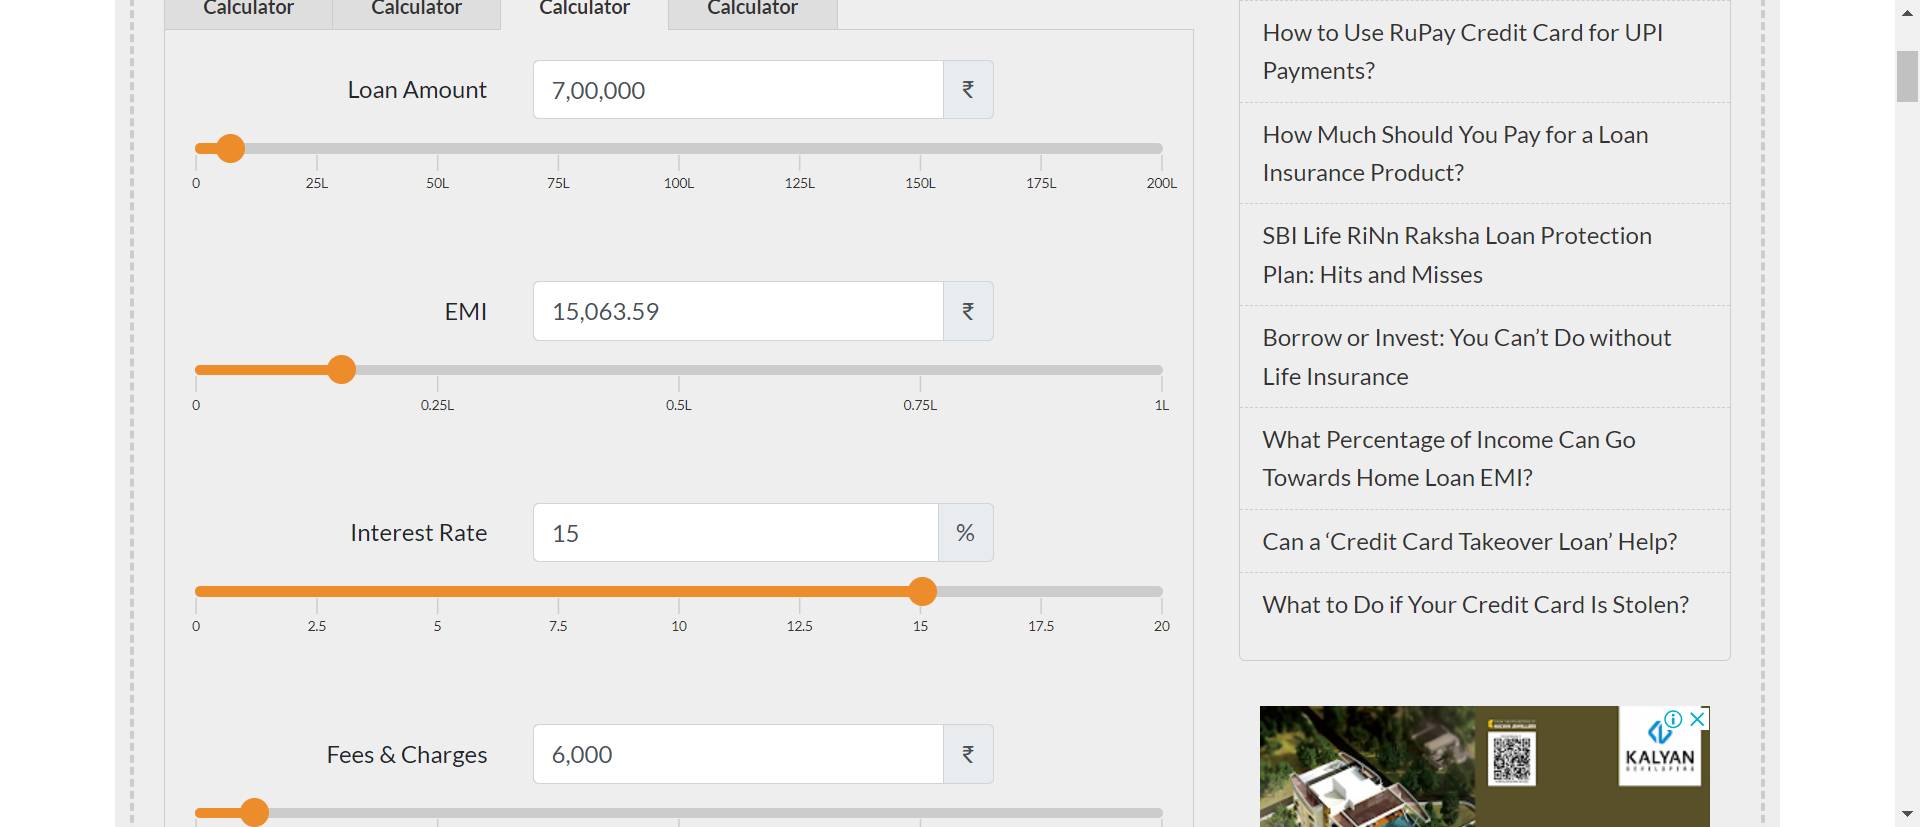 Calculator
Calculator
Calculator
Calculator
Loan Amount
7,00,000
₹
0
25L
50L
75L
100L
125L
150L
175L
200L
EMI
15,063.59
₹
0
0.25L
0.5L
0.75L
1L
Interest Rate
15
%
0
2.5
5
7.5
10
12.5
15
17.5
20
Fees & Charges
6,000
₹
How to Use RuPay Credit Card for UPI
Payments?
How Much Should You Pay for a Loan
Insurance Product?
SBI Life RiNn Raksha Loan Protection
Plan: Hits and Misses
Borrow or Invest: You Can’t Do without
Life Insurance
What Percentage of Income Can Go
Towards Home Loan EMI?
Can a ‘Credit Card Takeover Loan’ Help?
What to Do if Your Credit Card Is Stolen?
KALYAN
DEVELOPERS